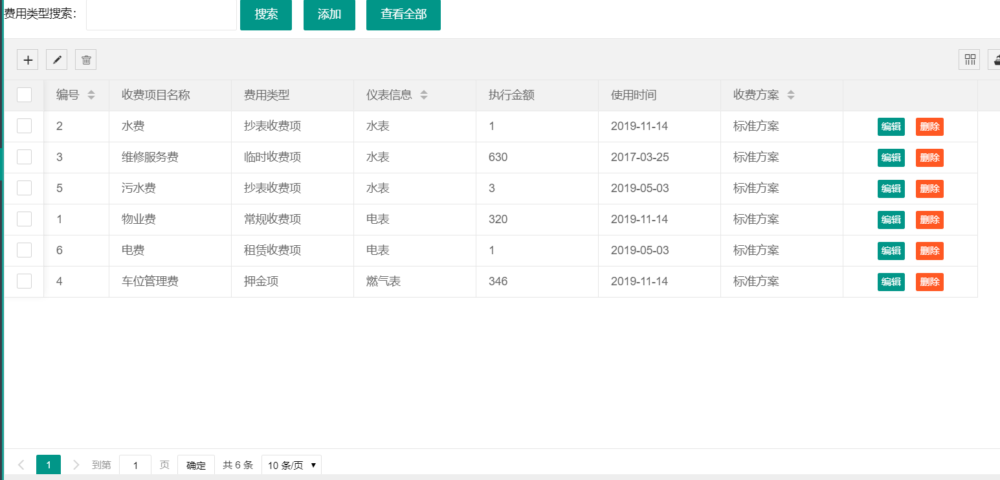 费用类型搜索： 搜索 添加 查看全部
编号 收费项目名称 费用类型 仪表信息 执行金额 使用时间 收费方案
2 水费 抄表收费项 水表 1 2019-11-14 标准方案 编辑 删除
3 维修服务费 临时收费项 水表 630 2017-03-25 标准方案 编辑 删除
5 污水费 抄表收费项 水表 3 2019-05-03 标准方案 编辑 删除
1 物业费 常规收费项 电表 320 2019-11-14 标准方案 编辑 删除
6 电费 租赁收费项 电表 1 2019-05-03 标准方案 编辑 删除
4 车位管理费 押金项 燃气表 346 2019-11-14 标准方案 编辑 删除
1 到第 1 页 确定 共 6 条 10 条/页